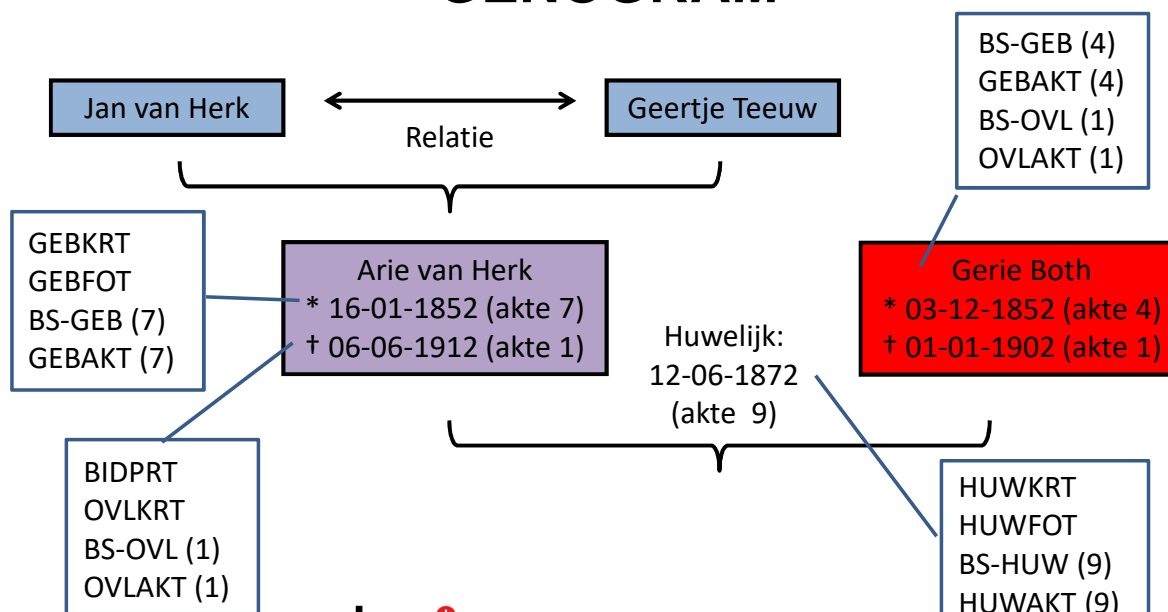 Jan van Herk
Geertje Teeuw
Relatie
BS-GEB (4)
GEBAKT (4)
BS-OVL (1)
OVLAKT (1)
GEBKRT
GEBFOT
BS-GEB (7)
GEBAKT (7)
Arie van Herk
* 16-01-1852 (akte 7)
† 06-06-1912 (akte 1)
Gerie Both
* 03-12-1852 (akte 4)
† 01-01-1902 (akte 1)
Huwelijk:
12-06-1872
(akte 9)
BIDPRT
OVLKRT
BS-OVL (1)
OVLAKT (1)
HUWKRT
HUWFOT
BS-HUW (9)
HUWAKT (9)